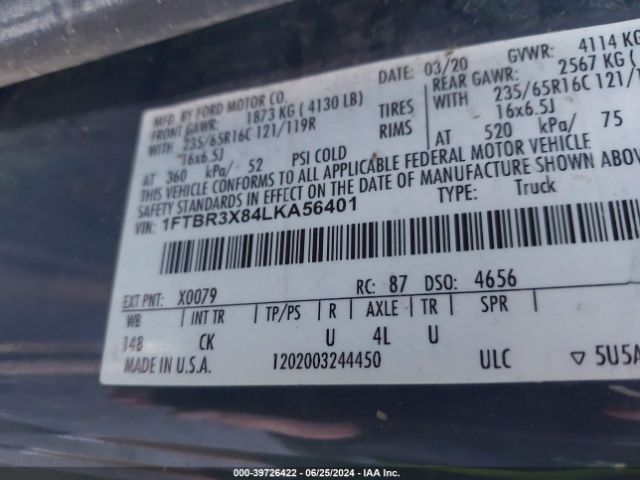 MFD. BY FORD MOTOR CO.
DATE: 03/20 GVWR: 4114 KG
FRONT GAWR: 1873 KG ( 4130 LB)
REAR GAWR: 2567 KG (
WITH 235/65R16C 121/119R TIRES
WITH 235/65R16C 121/
16x6.5J RIMS
16x6.5J
AT 360 kPa/ 52 PSI COLD
AT 520 kPa/ 75
THIS VEHICLE CONFORMS TO ALL APPLICABLE FEDERAL MOTOR VEHICLE
SAFETY STANDARDS IN EFFECT ON THE DATE OF MANUFACTURE SHOWN ABOVE
VIN: 1FTBR3X84LKA56401 TYPE: Truck
EXT PNT: X0079 RC: 87 DSO: 4656
WB INT TR TP/PS R AXLE TR SPR
148 CK U 4L U
MADE IN U.S.A. 1202003244450 ULC ▽ 5U5A
000-39726422 - 06/25/2024 - IAA Inc.